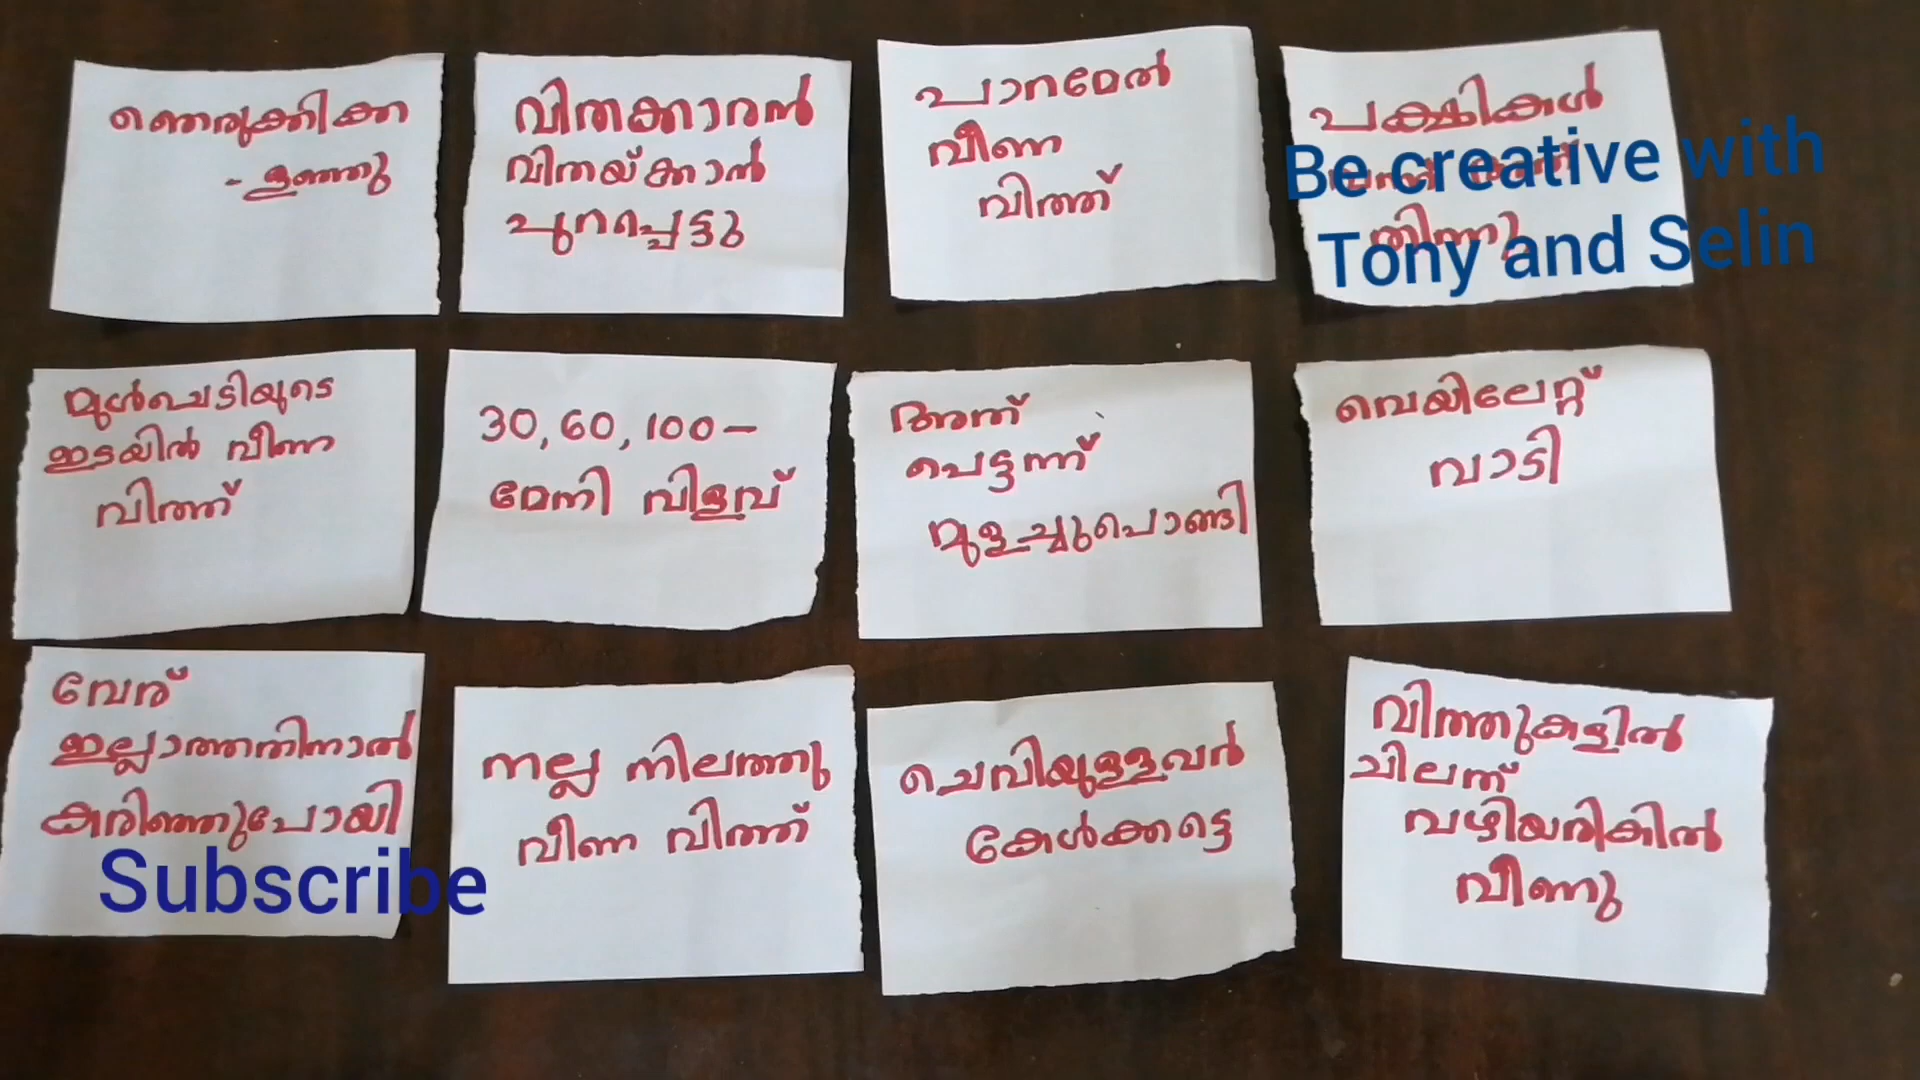 ഞെരുക്കിക്ക
-ളഞ്ഞു
വിതക്കാരൻ
വിതയ്ക്കാൻ
പുറപ്പെട്ടു
പാറമേൽ
വീണ
വിത്ത്
പക്ഷികൾ
തിന്നു
Be creative with
Tony and Selin
മുൾചെടിയുടെ
ഇടയിൽ വീണ
വിത്ത്
30, 60, 100-
മേനി വിളവ്
അത്
പെട്ടന്ന്
മുളച്ചുപൊങ്ങി
വെയിലേറ്റ്
വാടി
വേര്
ഇല്ലാത്തതിനാൽ
കരിഞ്ഞുപോയി
Subscribe
നല്ല നിലത്തു
വീണ വിത്ത്
ചെവിയുള്ളവർ
കേൾക്കട്ടെ
വിത്തുകളിൽ
ചിലത്
വഴിയരികിൽ
വീണു